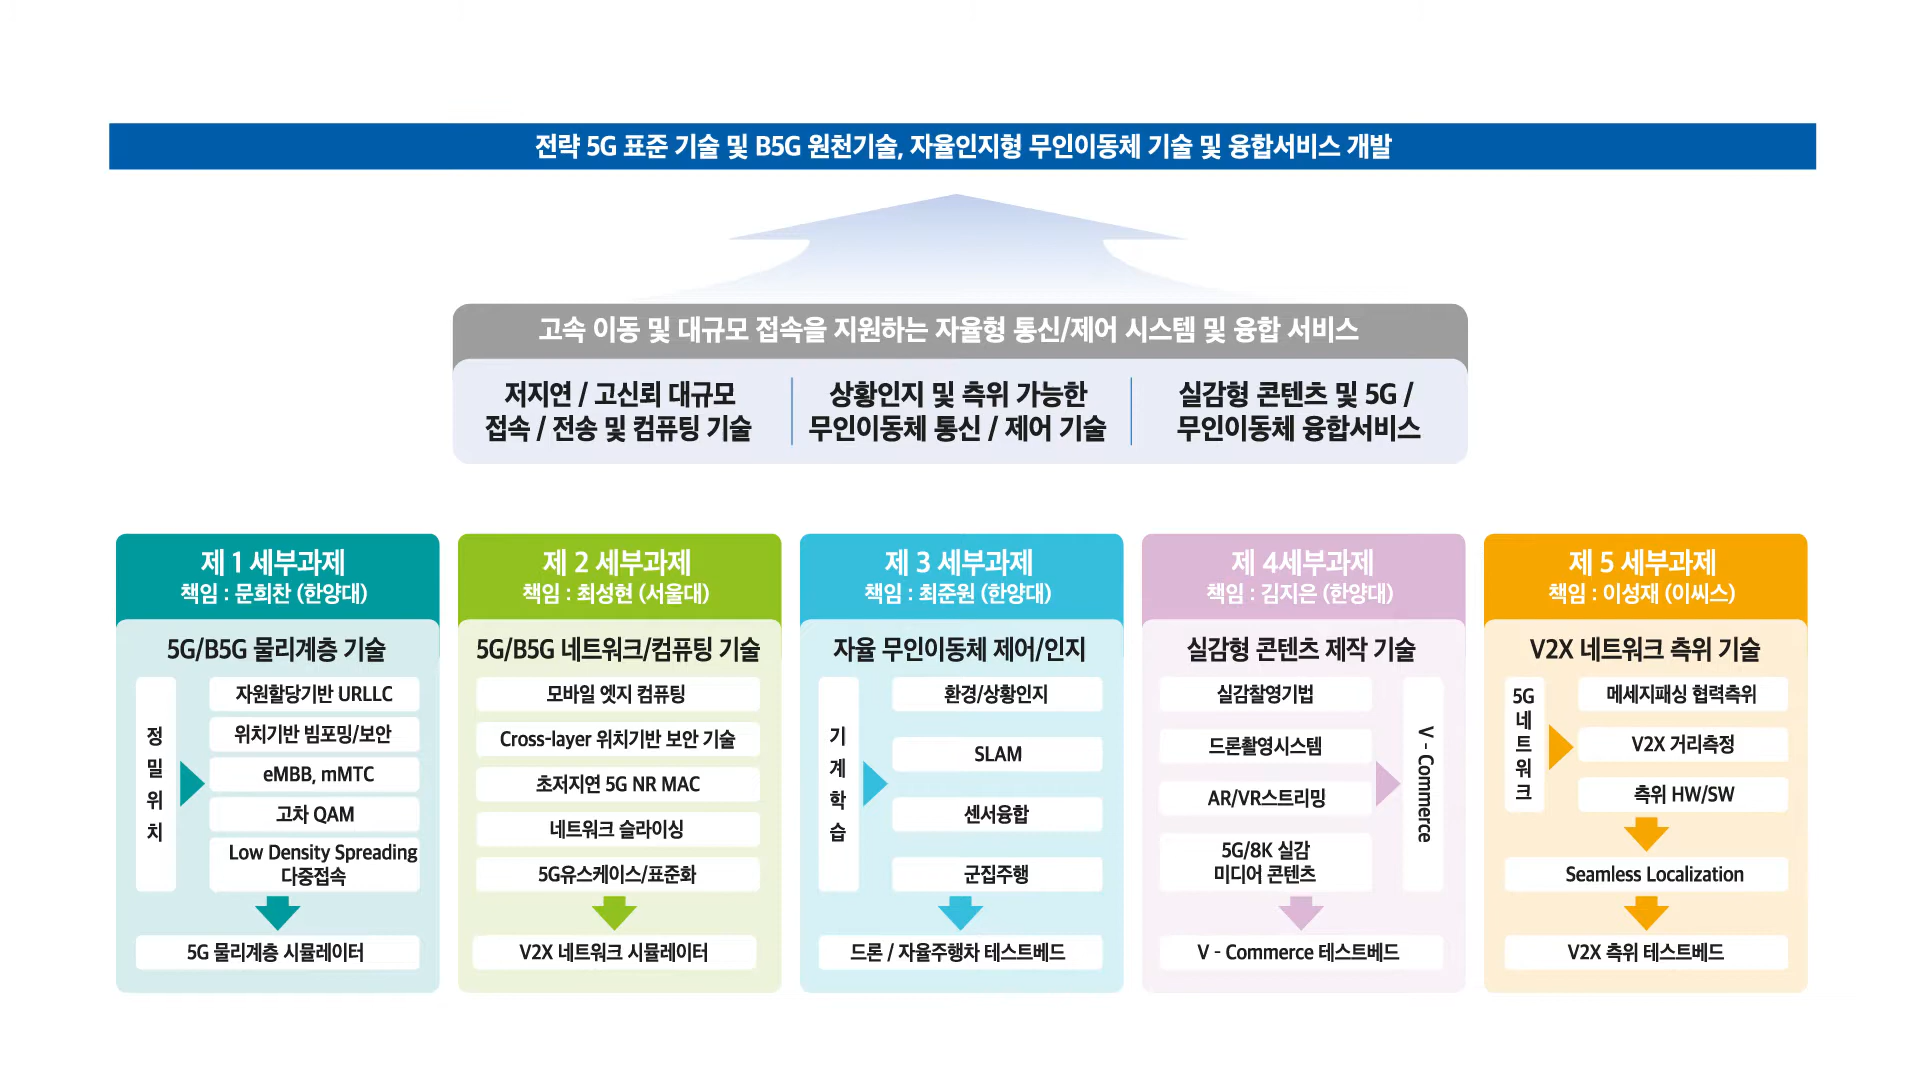 전략 5G 표준 기술 및 B5G 원천기술, 자율인지형 무인이동체 기술 및 융합서비스 개발
고속 이동 및 대규모 접속을 지원하는 자율형 통신/제어 시스템 및 융합 서비스
저지연 / 고신뢰 대규모
접속 / 전송 및 컴퓨팅 기술
상황인지 및 측위 가능한
무인이동체 통신 / 제어 기술
실감형 콘텐츠 및 5G /
무인이동체 융합서비스
제 1 세부과제
책임 : 문희찬 (한양대)
5G/B5G 물리계층 기술
정밀위치
자원할당기반 URLLC
위치기반 빔포밍/보안
eMBB, mMTC
고차 QAM
Low Density Spreading
다중접속
5G 물리계층 시뮬레이터
제 2 세부과제
책임 : 최성현 (서울대)
5G/B5G 네트워크/컴퓨팅 기술
모바일 엣지 컴퓨팅
Cross-layer 위치기반 보안 기술
초저지연 5G NR MAC
네트워크 슬라이싱
5G유스케이스/표준화
V2X 네트워크 시뮬레이터
제 3 세부과제
책임 : 최준원 (한양대)
자율 무인이동체 제어/인지
기계학습
환경/상황인지
SLAM
센서융합
군집주행
드론 / 자율주행차 테스트베드
제 4세부과제
책임 : 김지은 (한양대)
실감형 콘텐츠 제작 기술
실감촬영기법
드론촬영시스템
AR/VR스트리밍
5G/8K 실감
미디어 콘텐츠
V - Commerce
V - Commerce 테스트베드
제 5 세부과제
책임 : 이성재 (이씨스)
V2X 네트워크 측위 기술
5G 네트워크
메세지패싱 협력측위
V2X 거리측정
측위 HW/SW
Seamless Localization
V2X 측위 테스트베드